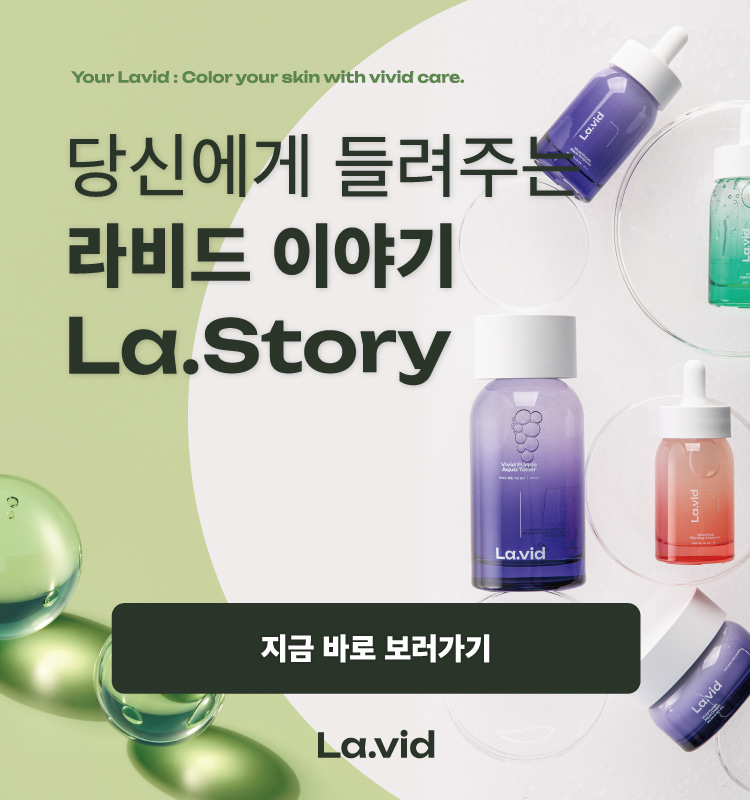 Your Lavid : Color your skin with vivid care.
당신에게 들려주는
라비드 이야기
La.Story
La.vid
La.vid
Vivid Purple
Aqua Toner
La.vid
La.vid
La.vid
지금 바로 보러가기
La.vid